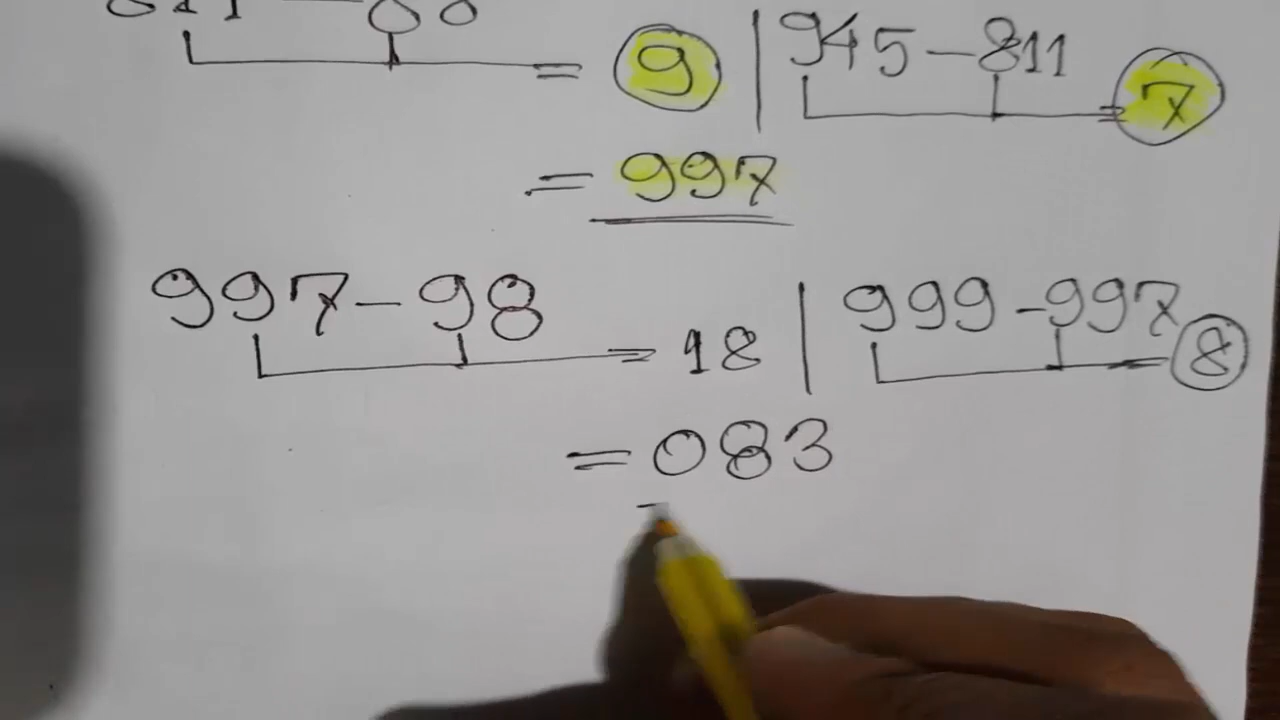 = 9 | 945-811 = 7
= 997
997-98 = 18 | 999-997 = 8
= 083